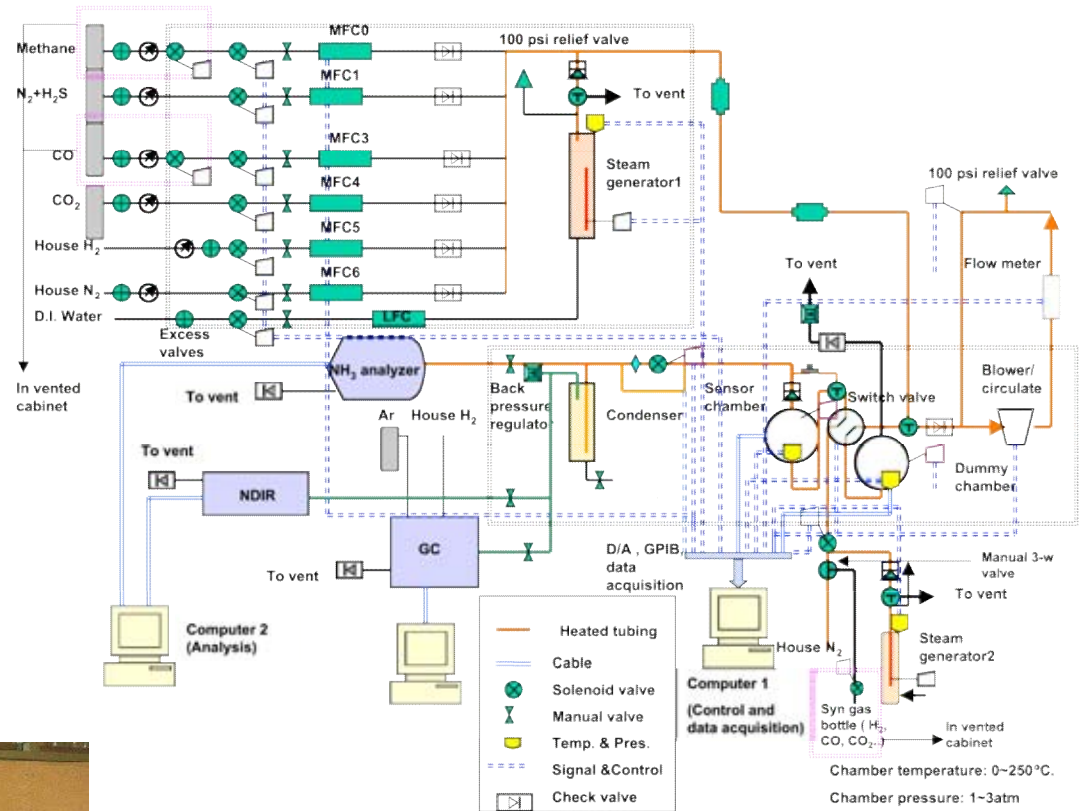 MFC0
100 psi relief valve
Methane
MFC1
N2+H2S
To vent
MFC3
CO
Steam
generator1
MFC4
CO2
100 psi relief valve
MFC5
House H2
To vent
Flow meter
MFC6
House N2
D.I. Water
LFC
Excess
valves
NH3 analyzer
In vented
cabinet
To vent
Back
pressure
regulato
Condenser
Sensor
chamber
Switch valve
Blower/
circulate
Ar
House H2
To vent
Dummy
chamber
NDIR
GC
D/A , GPIB,
data
acquisition
To vent
Manual 3-w
valve
To vent
Computer 2
(Analysis)
Heated tubing
House N2
Steam
generator2
Cable
Computer 1
(Control and
data acquisition)
Solenoid valve
Manual valve
Temp. & Pres.
Signal &Control
Check valve
Syn gas
bottle ( H2,
CO, CO2..)
In vented
cabinet
Chamber temperature: 0~250°C.
Chamber pressure: 1~3atm